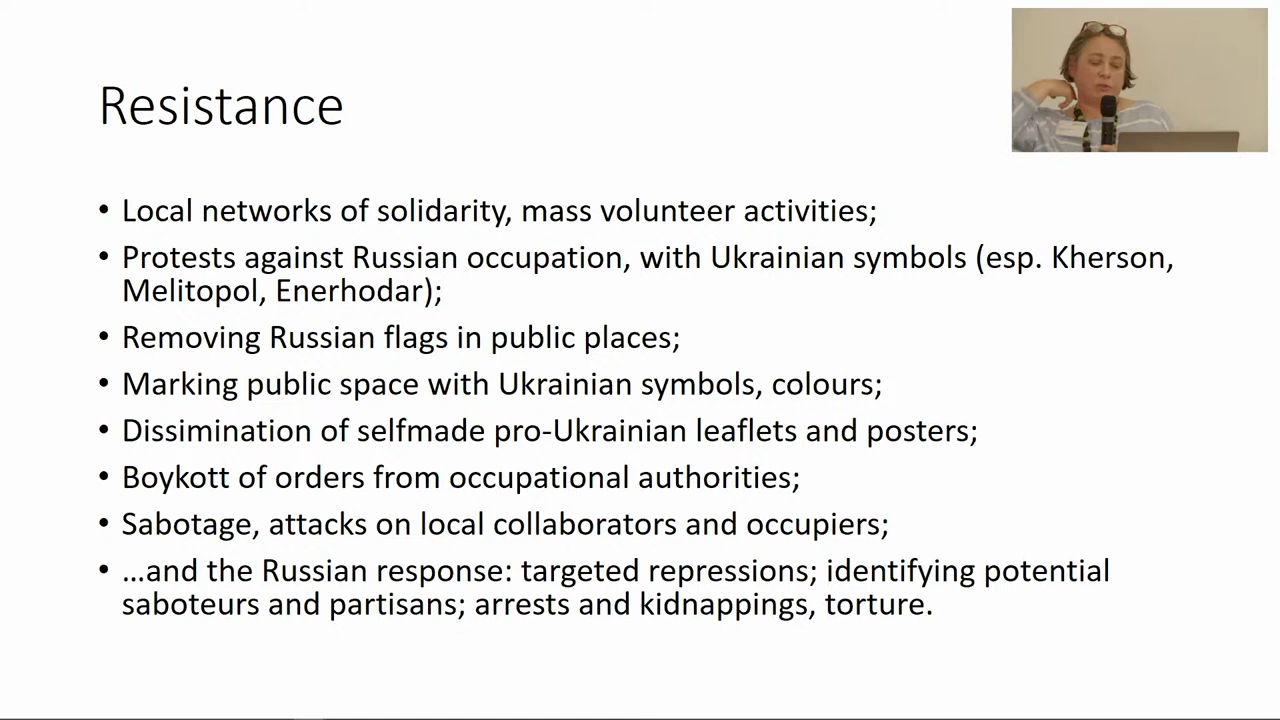 Resistance
• Local networks of solidarity, mass volunteer activities;
• Protests against Russian occupation, with Ukrainian symbols (esp. Kherson,
Melitopol, Enerhodar);
• Removing Russian flags in public places;
• Marking public space with Ukrainian symbols, colours;
• Dissimination of selfmade pro-Ukrainian leaflets and posters;
• Boykott of orders from occupational authorities;
• Sabotage, attacks on local collaborators and occupiers;
• …and the Russian response: targeted repressions; identifying potential
saboteurs and partisans; arrests and kidnappings, torture.